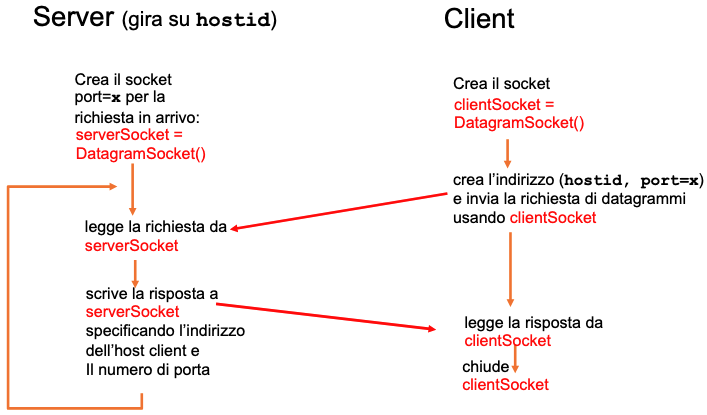 Server (gira su hostid)
Crea il socket
port=x per la
richiesta in arrivo:
serverSocket =
DatagramSocket()
legge la richiesta da
serverSocket
scrive la risposta a
serverSocket
specificando l’indirizzo
dell’host client e
Il numero di porta
Client
Crea il socket
clientSocket =
DatagramSocket()
crea l’indirizzo (hostid, port=x)
e invia la richiesta di datagrammi
usando clientSocket
legge la risposta da
clientSocket
chiude
clientSocket